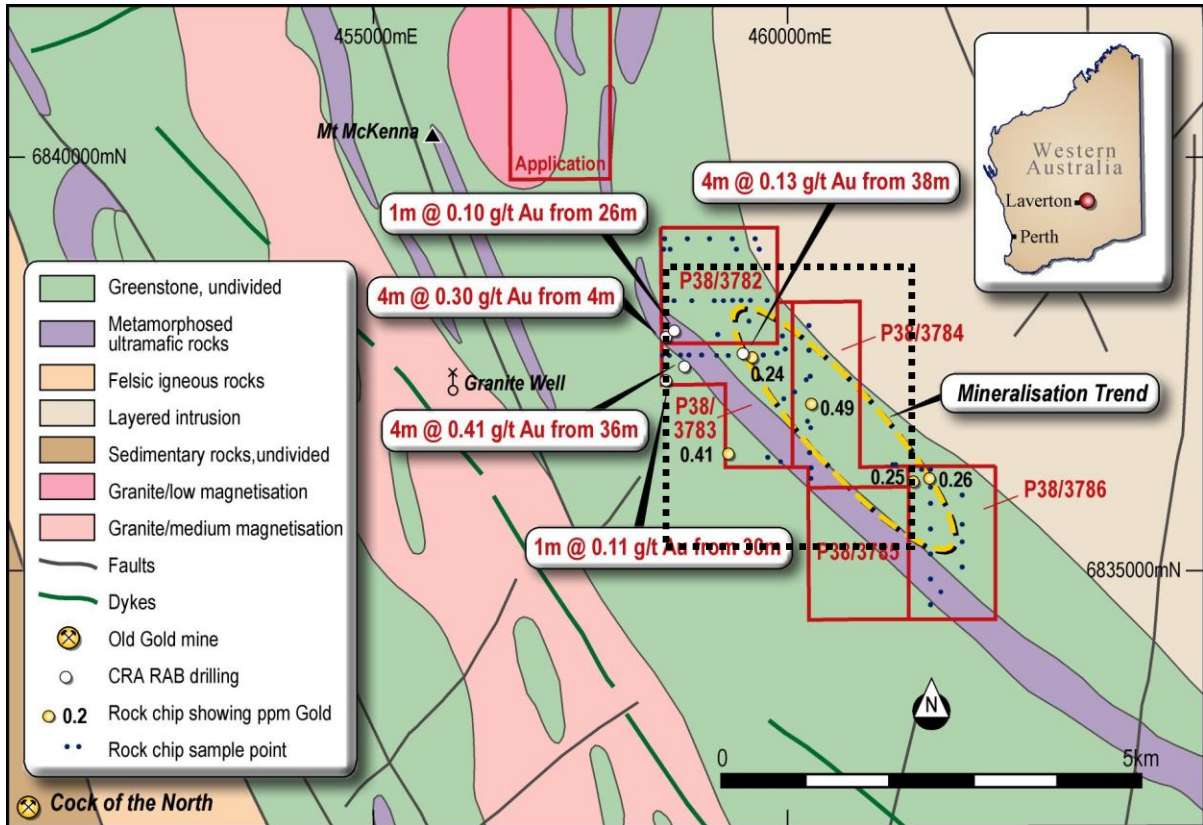 455000mE
460000mE
6840000mN
Mt McKenna
Application
Western
Australia
Laverton
Perth
4m @ 0.13 g/t Au from 38m
1m @ 0.10 g/t Au from 26m
4m @ 0.30 g/t Au from 4m
P38/3782
P38/3784
0.24
Granite Well
Mineralisation Trend
P38/
3783
0.49
4m @ 0.41 g/t Au from 36m
0.41
0.25
0.26
P38/3786
1m @ 0.11 g/t Au from 30m
P38/3785
6835000mN
Greenstone, undivided
Metamorphosed
ultramafic rocks
Felsic igneous rocks
Layered intrusion
Sedimentary rocks,undivided
Granite/low magnetisation
Granite/medium magnetisation
Faults
Dykes
Old Gold mine
CRA RAB drilling
0.2 Rock chip showing ppm Gold
Rock chip sample point
N
0
5km
Cock of the North